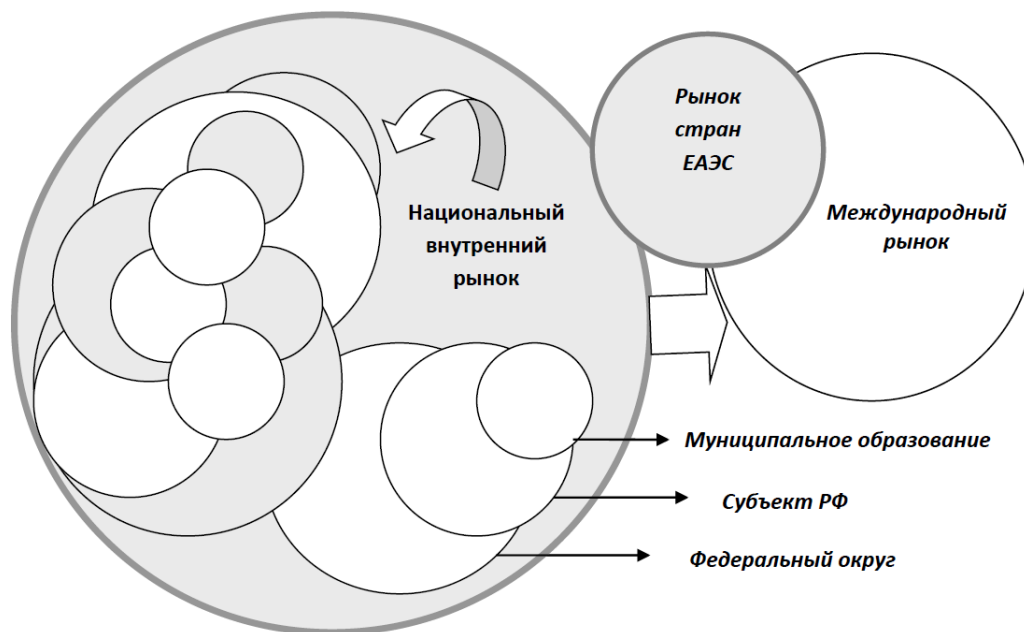 Рынок
стран
ЕАЭС
Национальный
внутренний
рынок
Международный
рынок
Муниципальное образование
Субъект РФ
Федеральный округ